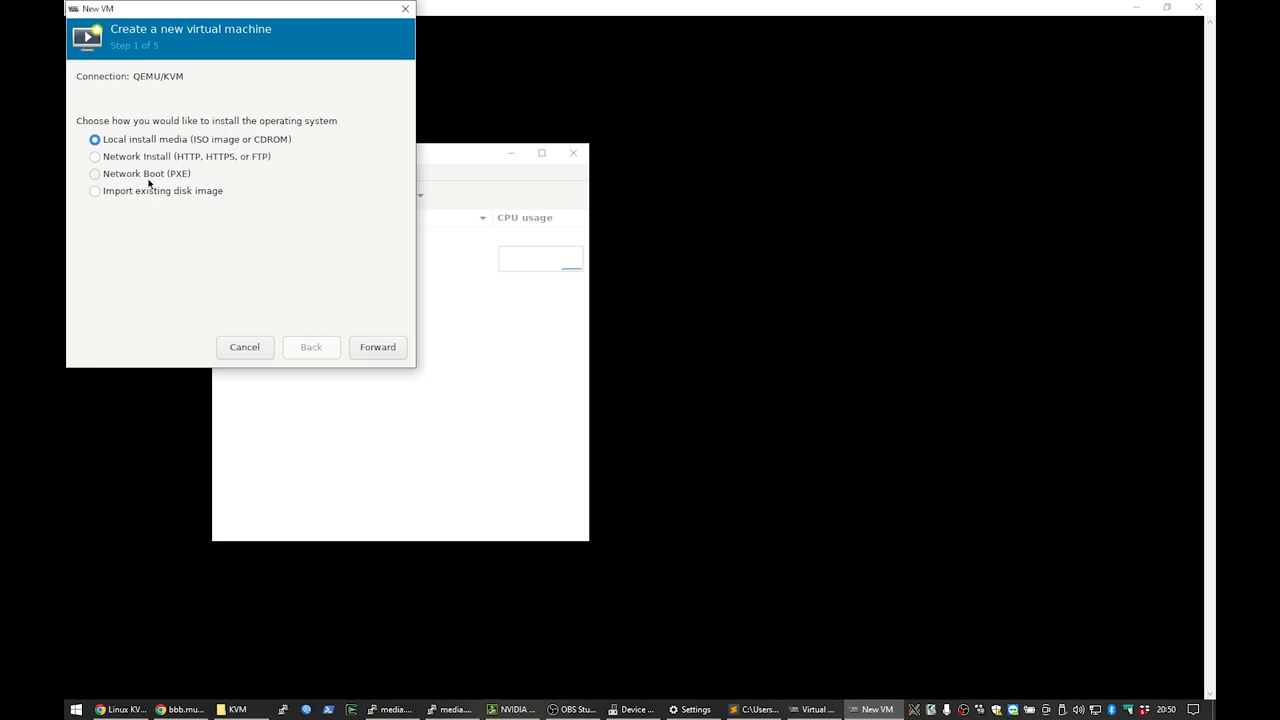 New VM
Create a new virtual machine
Step 1 of 5
Connection: QEMU/KVM
Choose how you would like to install the operating system
Local install media (ISO image or CDROM)
Network Install (HTTP, HTTPS, or FTP)
Network Boot (PXE)
Import existing disk image
Cancel
Back
Forward
CPU usage
Linux KV...
bbb.mu...
KVM
media....
media....
NVIDIA ...
OBS Stu...
Device ...
Settings
C:\Users...
Virtual ...
New VM
20:50